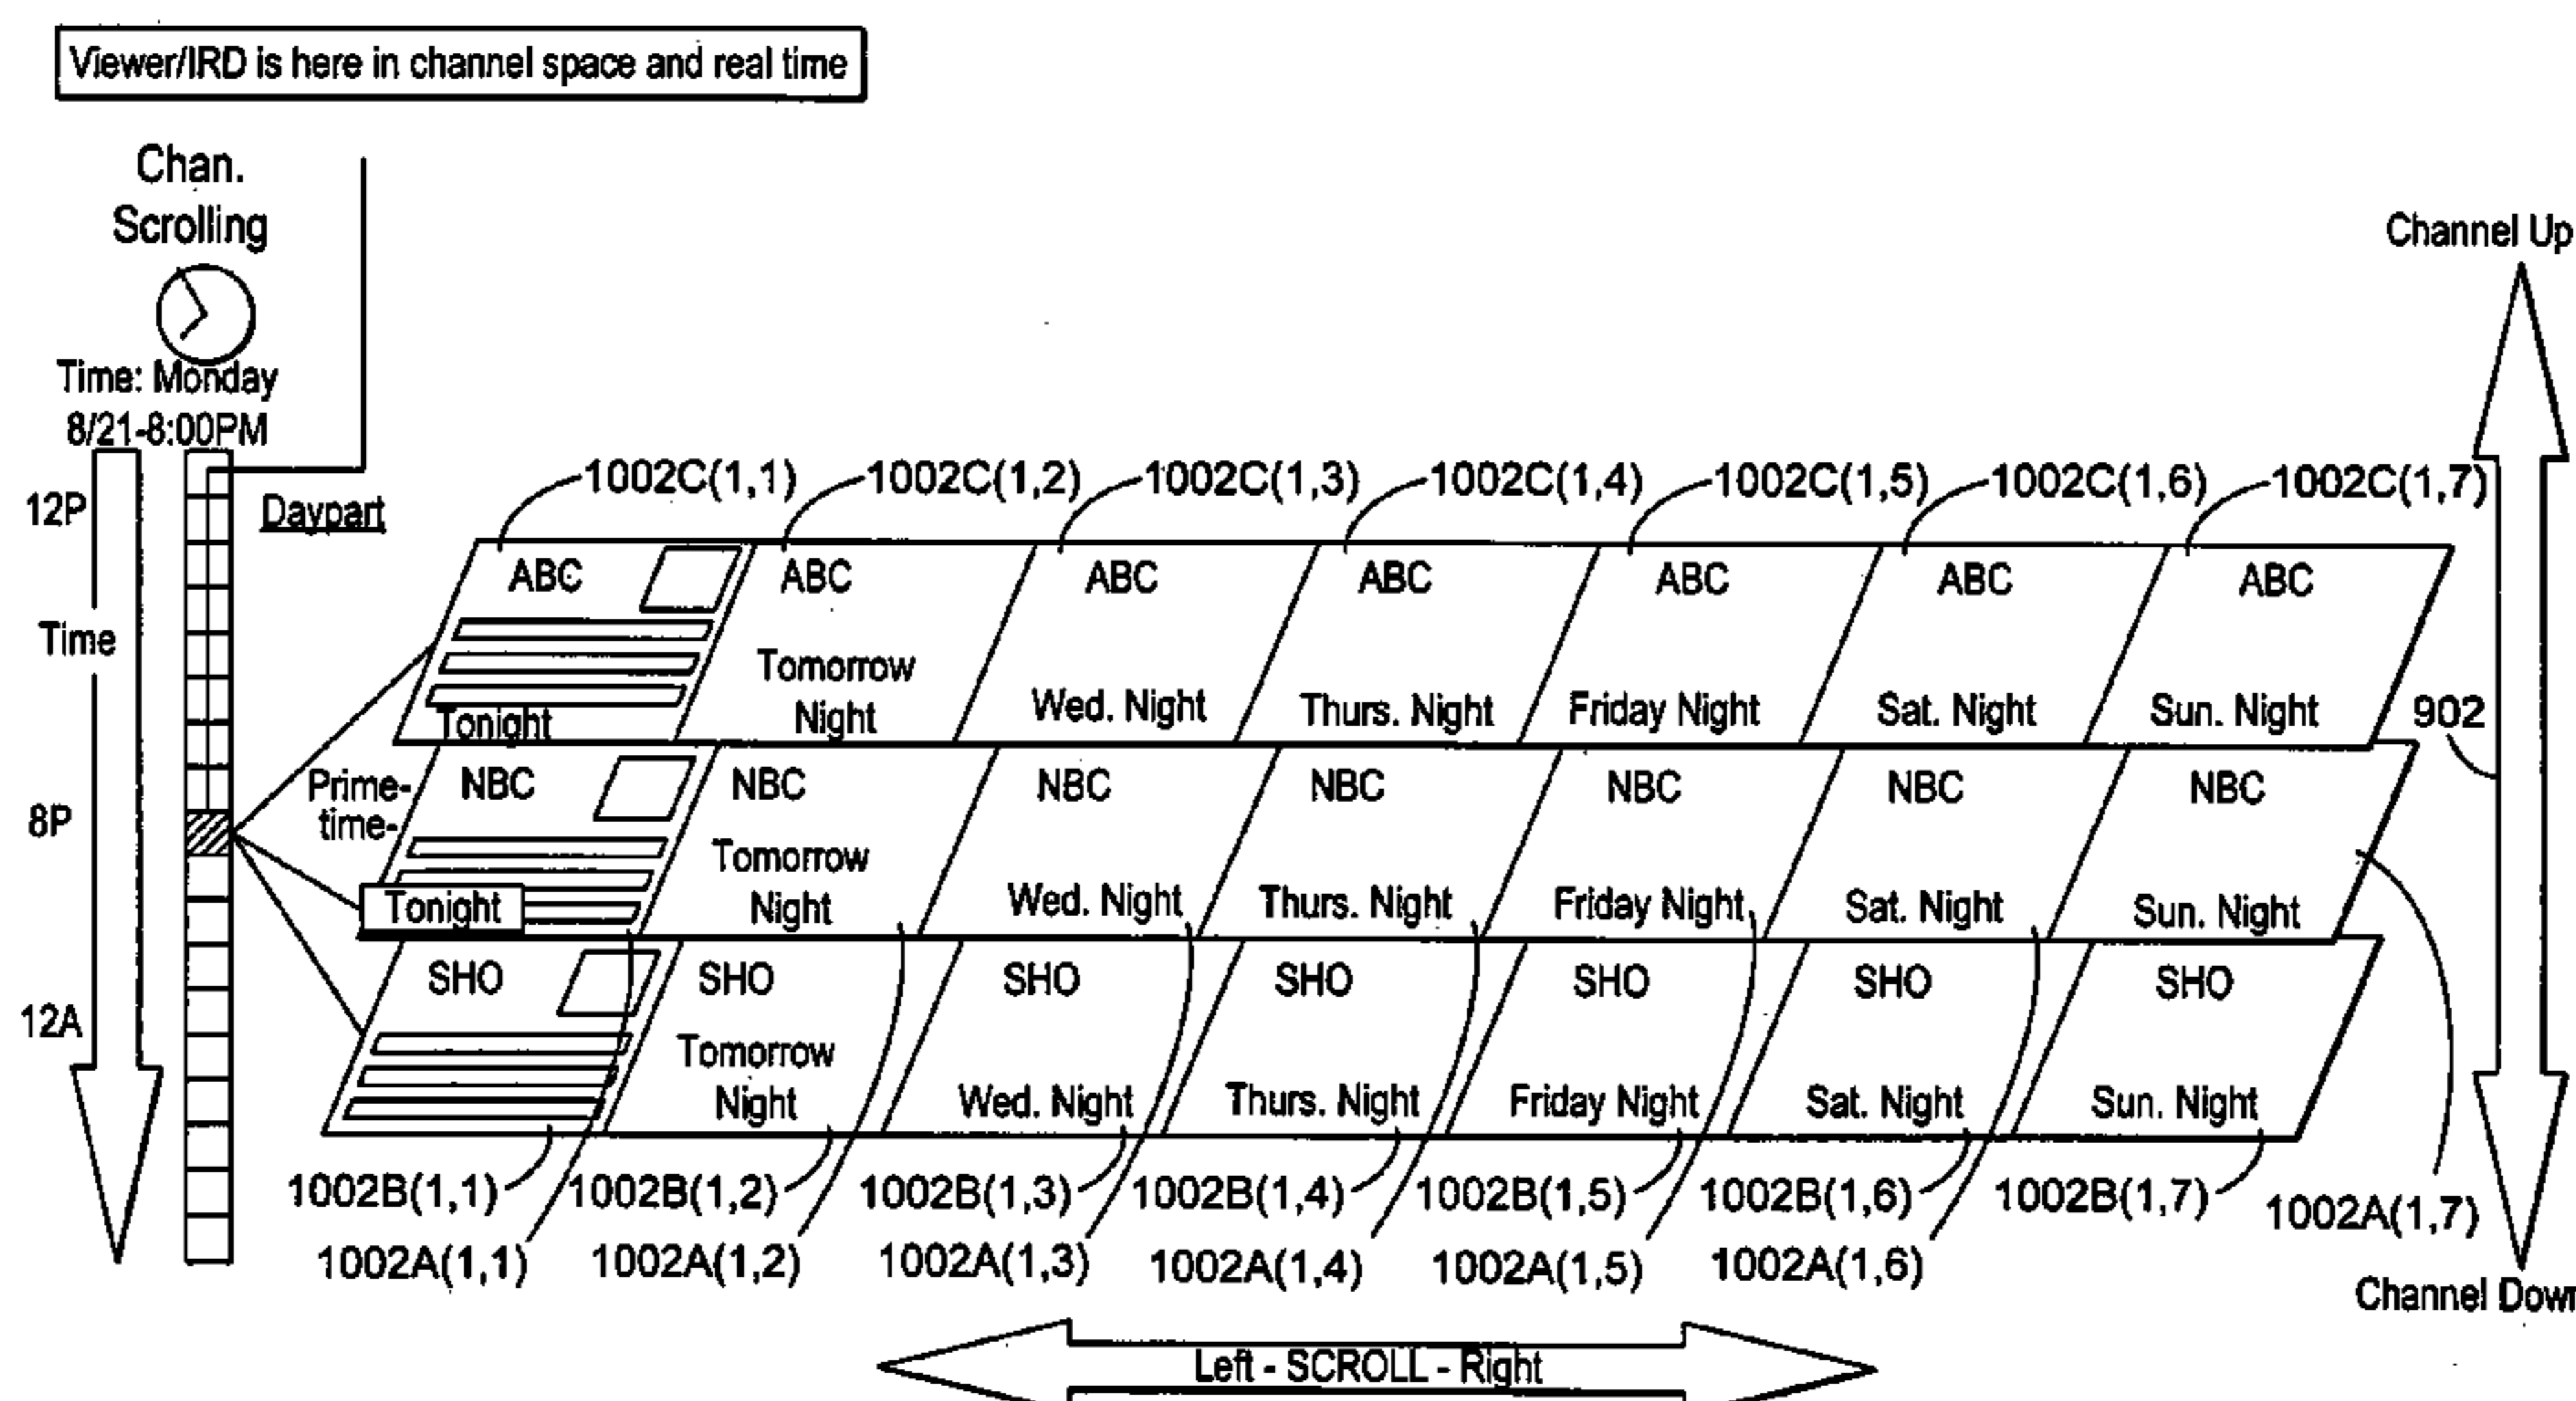 Viewer/IRD is here in channel space and real time
Chan.
Scrolling
Time: Monday
8/21-8:00PM
Channel Up
12P
Daypart
Time
8P
12A
1002C(1,1) 1002C(1,2) 1002C(1,3) 1002C(1,4) 1002C(1,5) 1002C(1,6) 1002C(1,7)
ABC ABC ABC ABC ABC ABC ABC
Tomorrow
Tonight Night Wed. Night Thurs. Night Friday Night Sat. Night Sun. Night
902
Prime-
time-
NBC NBC NBC NBC NBC NBC NBC
Tomorrow
Tonight Night Wed. Night Thurs. Night Friday Night Sat. Night Sun. Night
SHO SHO SHO SHO SHO SHO SHO
Tomorrow
Night Wed. Night Thurs. Night Friday Night Sat. Night Sun. Night
1002B(1,1) 1002B(1,2) 1002B(1,3) 1002B(1,4) 1002B(1,5) 1002B(1,6) 1002B(1,7)
1002A(1,1) 1002A(1,2) 1002A(1,3) 1002A(1,4) 1002A(1,5) 1002A(1,6) 1002A(1,7)
Channel Down
Left - SCROLL - Right